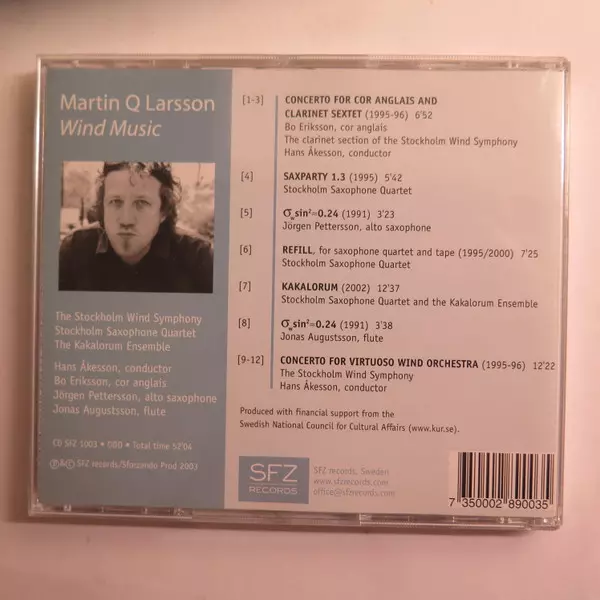 Martin Q Larsson
Wind Music
The Stockholm Wind Symphony
Stockholm Saxophone Quartet
The Kakalorum Ensemble
Hans Åkesson, conductor
Bo Eriksson, cor anglais
Jörgen Pettersson, alto saxophone
Jonas Augustsson, flute
CD SFZ 1003 • DDD • Total time 52'04
℗&© SFZ records/Sforzando Prod 2003
[1-3] CONCERTO FOR COR ANGLAIS AND
CLARINET SEXTET (1995-96) 6'52
Bo Eriksson, cor anglais
The clarinet section of the Stockholm Wind Symphony
Hans Åkesson, conductor
[4] SAXPARTY 1.3 (1995) 5'42
Stockholm Saxophone Quartet
[5] σₑsin²=0.24 (1991) 3'23
Jörgen Pettersson, alto saxophone
[6] REFILL, for saxophone quartet and tape (1995/2000) 7'25
Stockholm Saxophone Quartet
[7] KAKALORUM (2002) 12'37
Stockholm Saxophone Quartet and the Kakalorum Ensemble
[8] σₑsin²=0.24 (1991) 3'38
Jonas Augustsson, flute
[9-12] CONCERTO FOR VIRTUOSO WIND ORCHESTRA (1995-96) 12'22
The Stockholm Wind Symphony
Hans Åkesson, conductor
Produced with financial support from the
Swedish National Council for Cultural Affairs (www.kur.se).
SFZ
RECORDS
SFZ records, Sweden
www.sfzrecords.com
office@sfzrecords.com
7 350002 890035